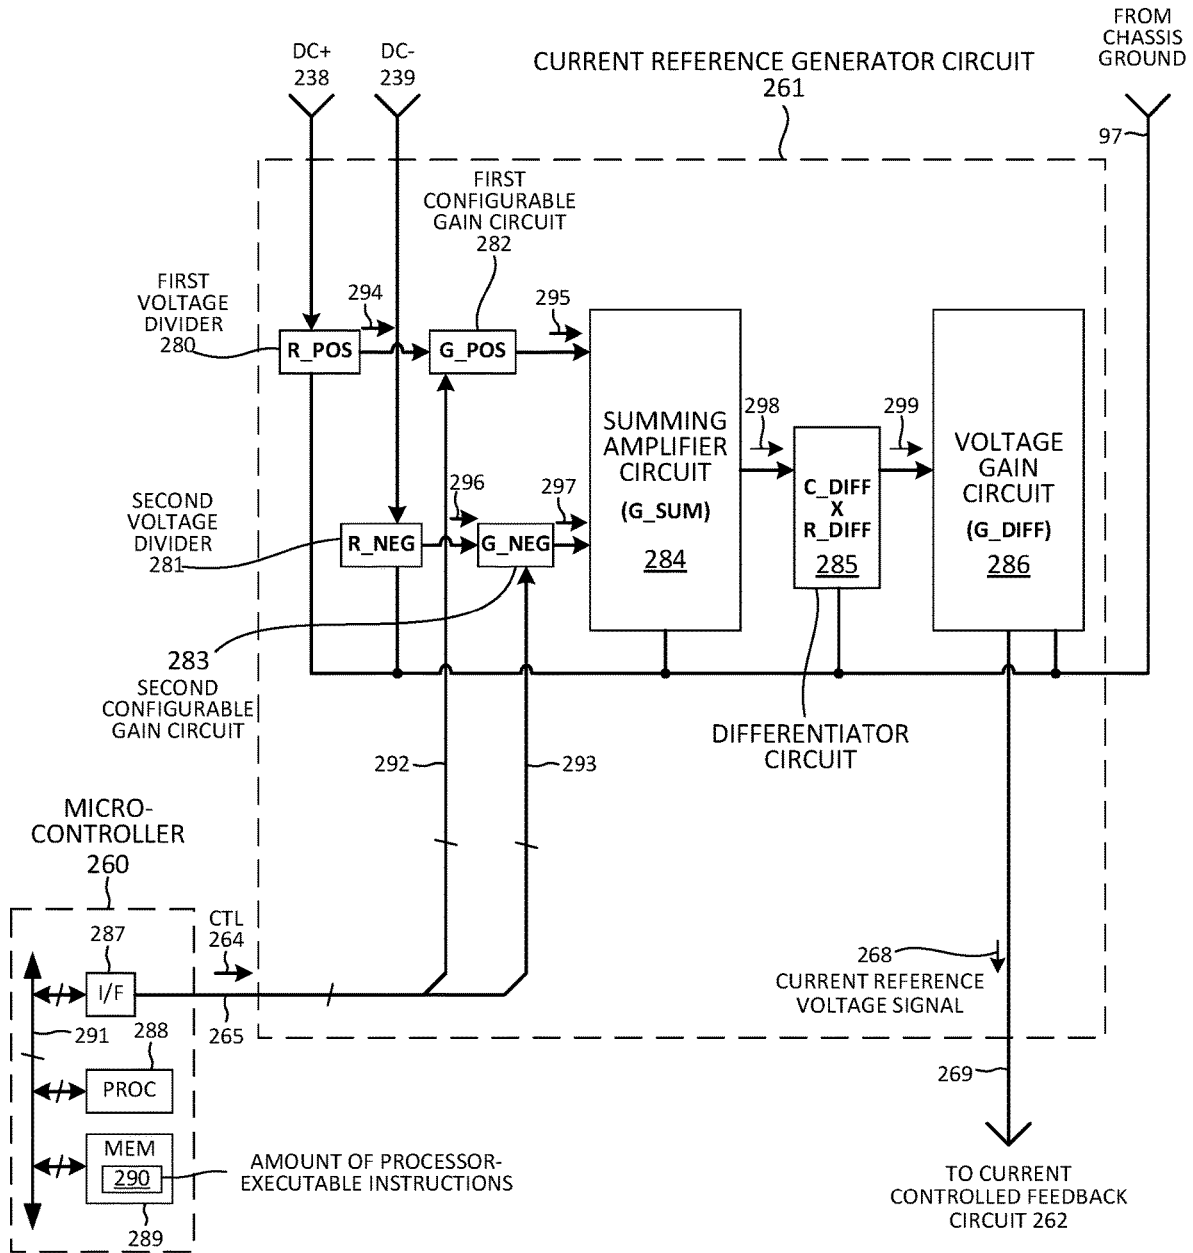 FROM
CHASSIS
GROUND
DC+
238
DC-
239
CURRENT REFERENCE GENERATOR CIRCUIT
261
97
FIRST
CONFIGURABLE
GAIN CIRCUIT
282
FIRST
VOLTAGE
DIVIDER
280
294
295
R_POS
G_POS
SUMMING
AMPLIFIER
CIRCUIT
(G_SUM)
284
298
299
C_DIFF
X
R_DIFF
285
VOLTAGE
GAIN
CIRCUIT
(G_DIFF)
286
SECOND
VOLTAGE
DIVIDER
281
296
297
R_NEG
G_NEG
283
SECOND
CONFIGURABLE
GAIN CIRCUIT
DIFFERENTIATOR
CIRCUIT
292
293
MICRO-
CONTROLLER
260
287
I/F
CTL
264
265
268
CURRENT REFERENCE
VOLTAGE SIGNAL
291
288
PROC
269
MEM
290
289
AMOUNT OF PROCESSOR-
EXECUTABLE INSTRUCTIONS
TO CURRENT
CONTROLLED FEEDBACK
CIRCUIT 262